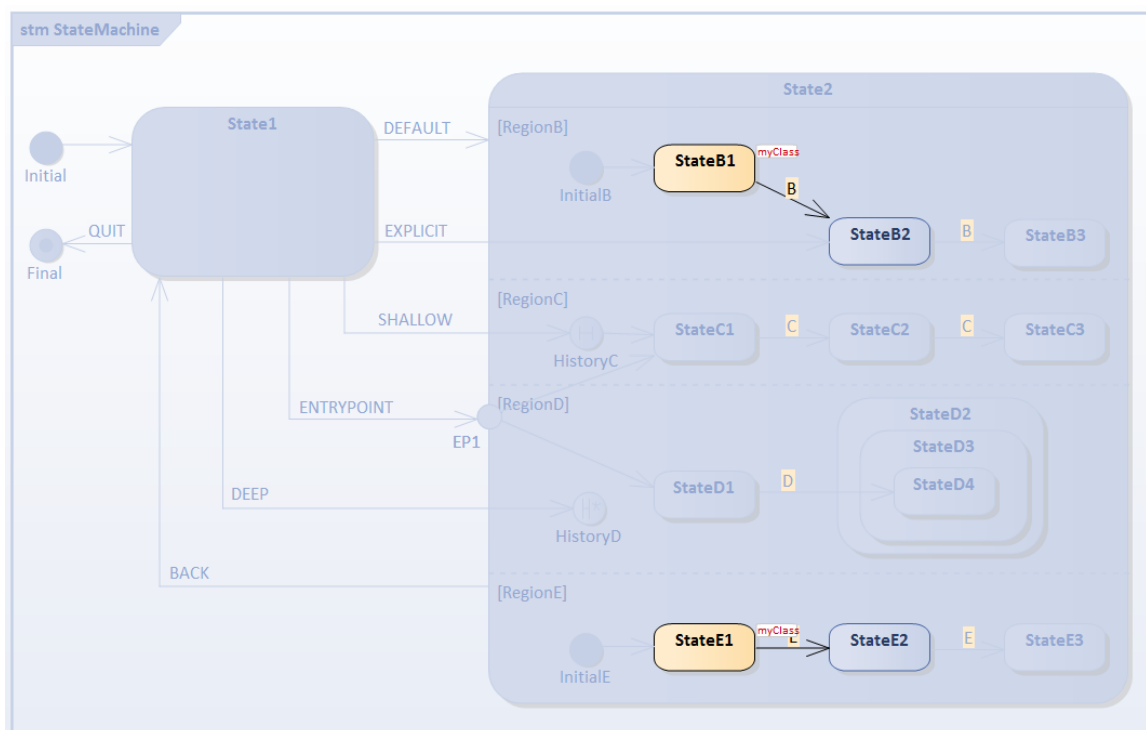 stm StateMachine
State2
State1
DEFAULT
[RegionB]
StateB1
myClass
Initial
InitialB
B
QUIT
EXPLICIT
StateB2
B
StateB3
Final
[RegionC]
SHALLOW
StateC1
C
StateC2
C
StateC3
HistoryC
ENTRYPOINT
[RegionD]
StateD2
EP1
StateD3
DEEP
StateD1
D
StateD4
HistoryD
BACK
[RegionE]
StateE1
myClass
StateE2
E
StateE3
InitialE